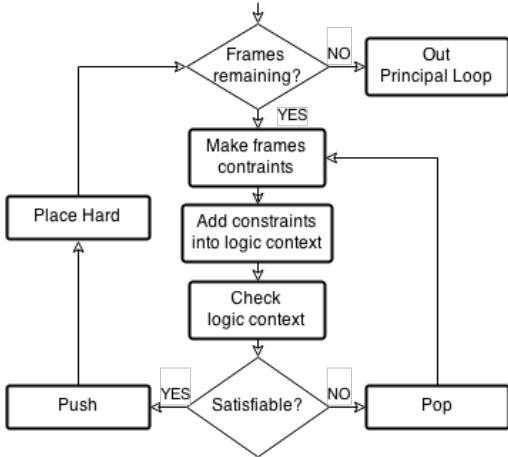 Frames
remaining?
NO
Out
Principal Loop
YES
Make frames
contraints
Place Hard
Add constraints
into logic context
Check
logic context
Push
YES
Satisfiable?
NO
Pop